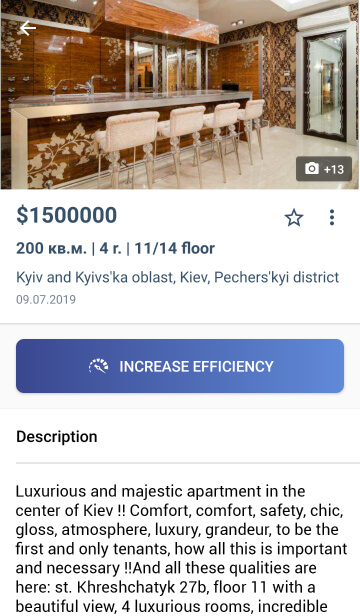 +13
$1500000
200 кв.м. | 4 r. | 11/14 floor
Kyiv and Kyivs'ka oblast, Kiev, Pechers'kyi district
09.07.2019
INCREASE EFFICIENCY
Description
Luxurious and majestic apartment in the
center of Kiev !! Comfort, comfort, safety, chic,
gloss, atmosphere, luxury, grandeur, to be the
first and only tenants, how all this is important
and necessary !!And all these qualities are
here: st. Khreshchatyk 27b, floor 11 with a
beautiful view, 4 luxurious rooms, incredible